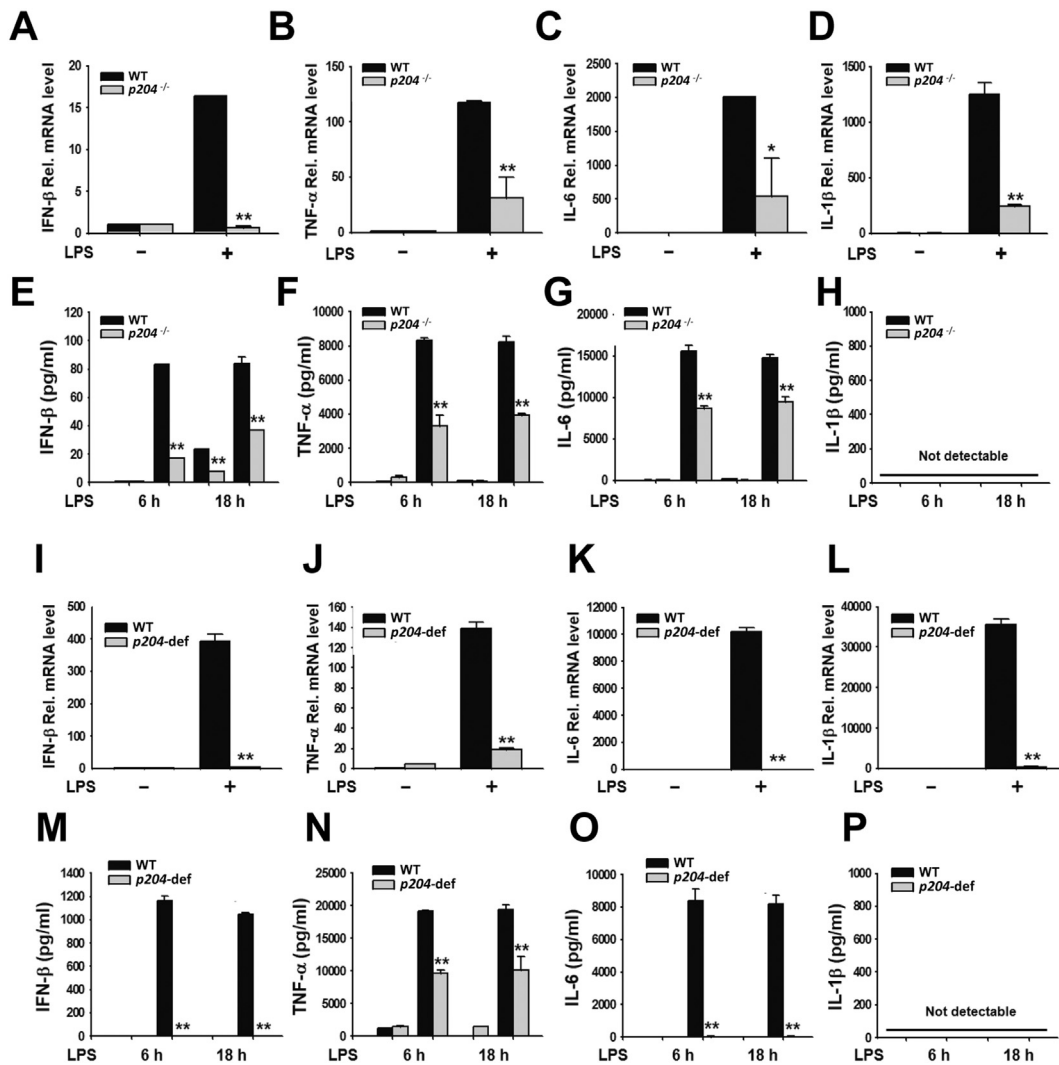 A
IFN-β Rel. mRNA level
20
15
10
5
0
WT
p204 -/-
**
LPS − +
B
TNF-α Rel. mRNA level
150
100
50
0
WT
p204 -/-
**
LPS − +
C
IL-6 Rel. mRNA level
2500
2000
1500
1000
500
0
WT
p204 -/-
*
LPS − +
D
IL-1β Rel. mRNA level
1500
1200
900
600
300
0
WT
p204 -/-
**
LPS − +
E
IFN-β (pg/ml)
120
100
80
60
40
20
0
WT
p204 -/-
** ** **
LPS 6 h 18 h
F
TNF-α (pg/ml)
10000
8000
6000
4000
2000
0
WT
p204 -/-
** **
LPS 6 h 18 h
G
IL-6 (pg/ml)
20000
15000
10000
5000
0
WT
p204 -/-
** **
LPS 6 h 18 h
H
IL-1β (pg/ml)
1000
800
600
400
200
0
WT
p204 -/-
Not detectable
LPS 6 h 18 h
I
IFN-β Rel. mRNA level
500
400
300
200
100
0
WT
p204-def
**
LPS − +
J
TNF-α Rel. mRNA level
160
140
120
100
80
60
40
20
0
WT
p204-def
**
LPS − +
K
IL-6 Rel. mRNA level
12000
10000
8000
6000
4000
2000
0
WT
p204-def
**
LPS − +
L
IL-1β Rel. mRNA level
40000
30000
20000
10000
0
WT
p204-def
**
LPS − +
M
IFN-β (pg/ml)
1400
1200
1000
800
600
400
200
0
WT
p204-def
** **
LPS 6 h 18 h
N
TNF-α (pg/ml)
25000
20000
15000
10000
5000
0
WT
p204-def
** **
LPS 6 h 18 h
O
IL-6 (pg/ml)
10000
8000
6000
4000
2000
0
WT
p204-def
** **
LPS 6 h 18 h
P
IL-1β (pg/ml)
1000
800
600
400
200
0
WT
p204-def
Not detectable
LPS 6 h 18 h